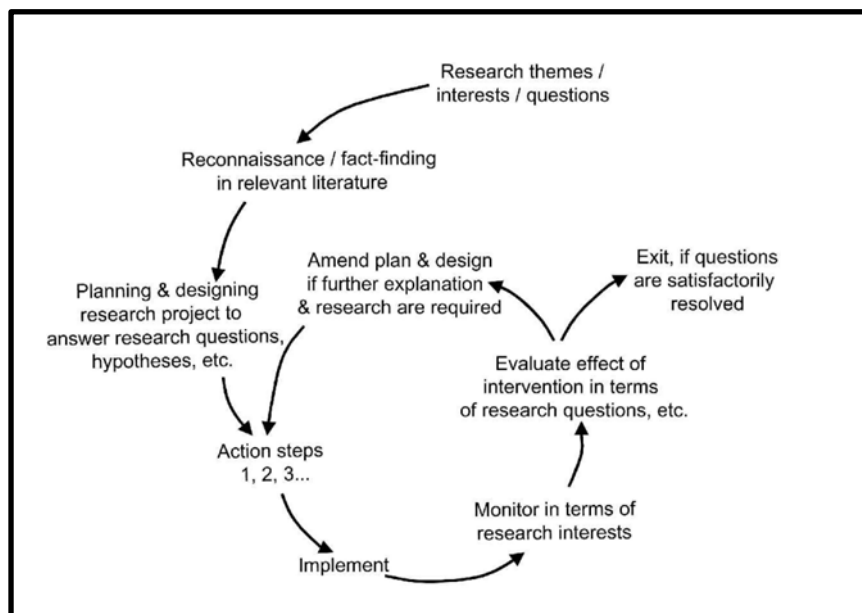 Research themes /
interests / questions
Reconnaissance / fact-finding
in relevant literature
Planning & designing
research project to
answer research questions,
hypotheses, etc.
Amend plan & design
if further explanation
& research are required
Exit, if questions
are satisfactorily
resolved
Evaluate effect of
intervention in terms
of research questions, etc.
Action steps
1, 2, 3...
Monitor in terms of
research interests
Implement